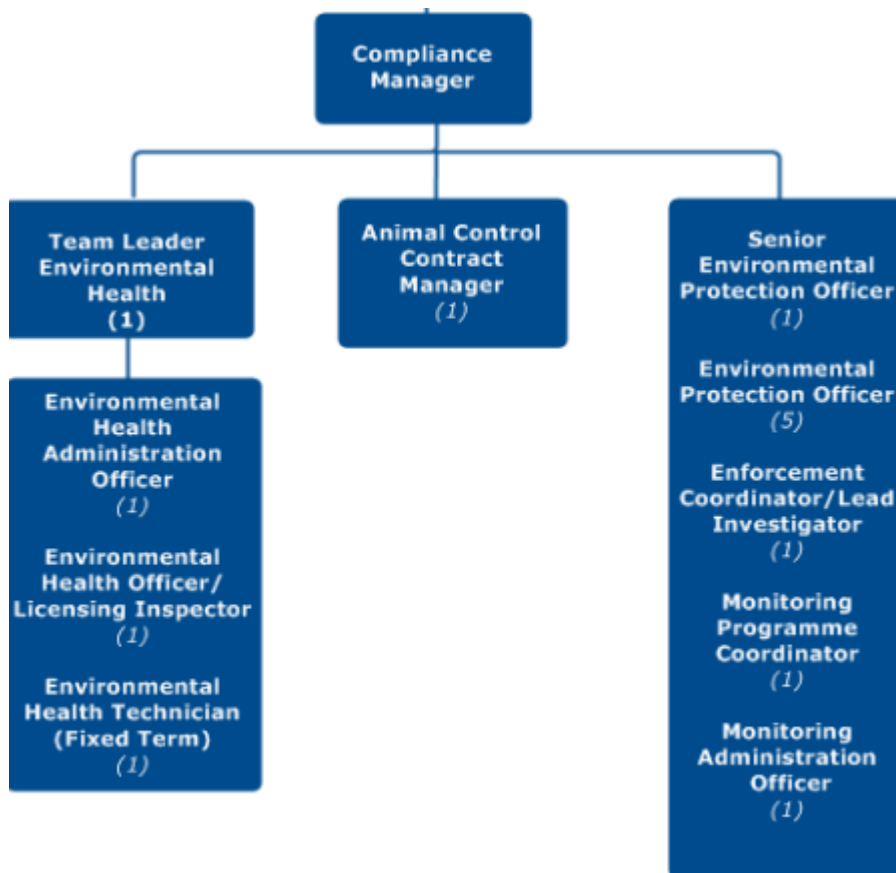 Compliance
Manager
Team Leader
Environmental
Health
(1)
Animal Control
Contract
Manager
(1)
Senior
Environmental
Protection Officer
(1)
Environmental
Protection Officer
(5)
Enforcement
Coordinator/Lead
Investigator
(1)
Monitoring
Programme
Coordinator
(1)
Monitoring
Administration
Officer
(1)
Environmental
Health
Administration
Officer
(1)
Environmental
Health Officer/
Licensing Inspector
(1)
Environmental
Health Technician
(Fixed Term)
(1)